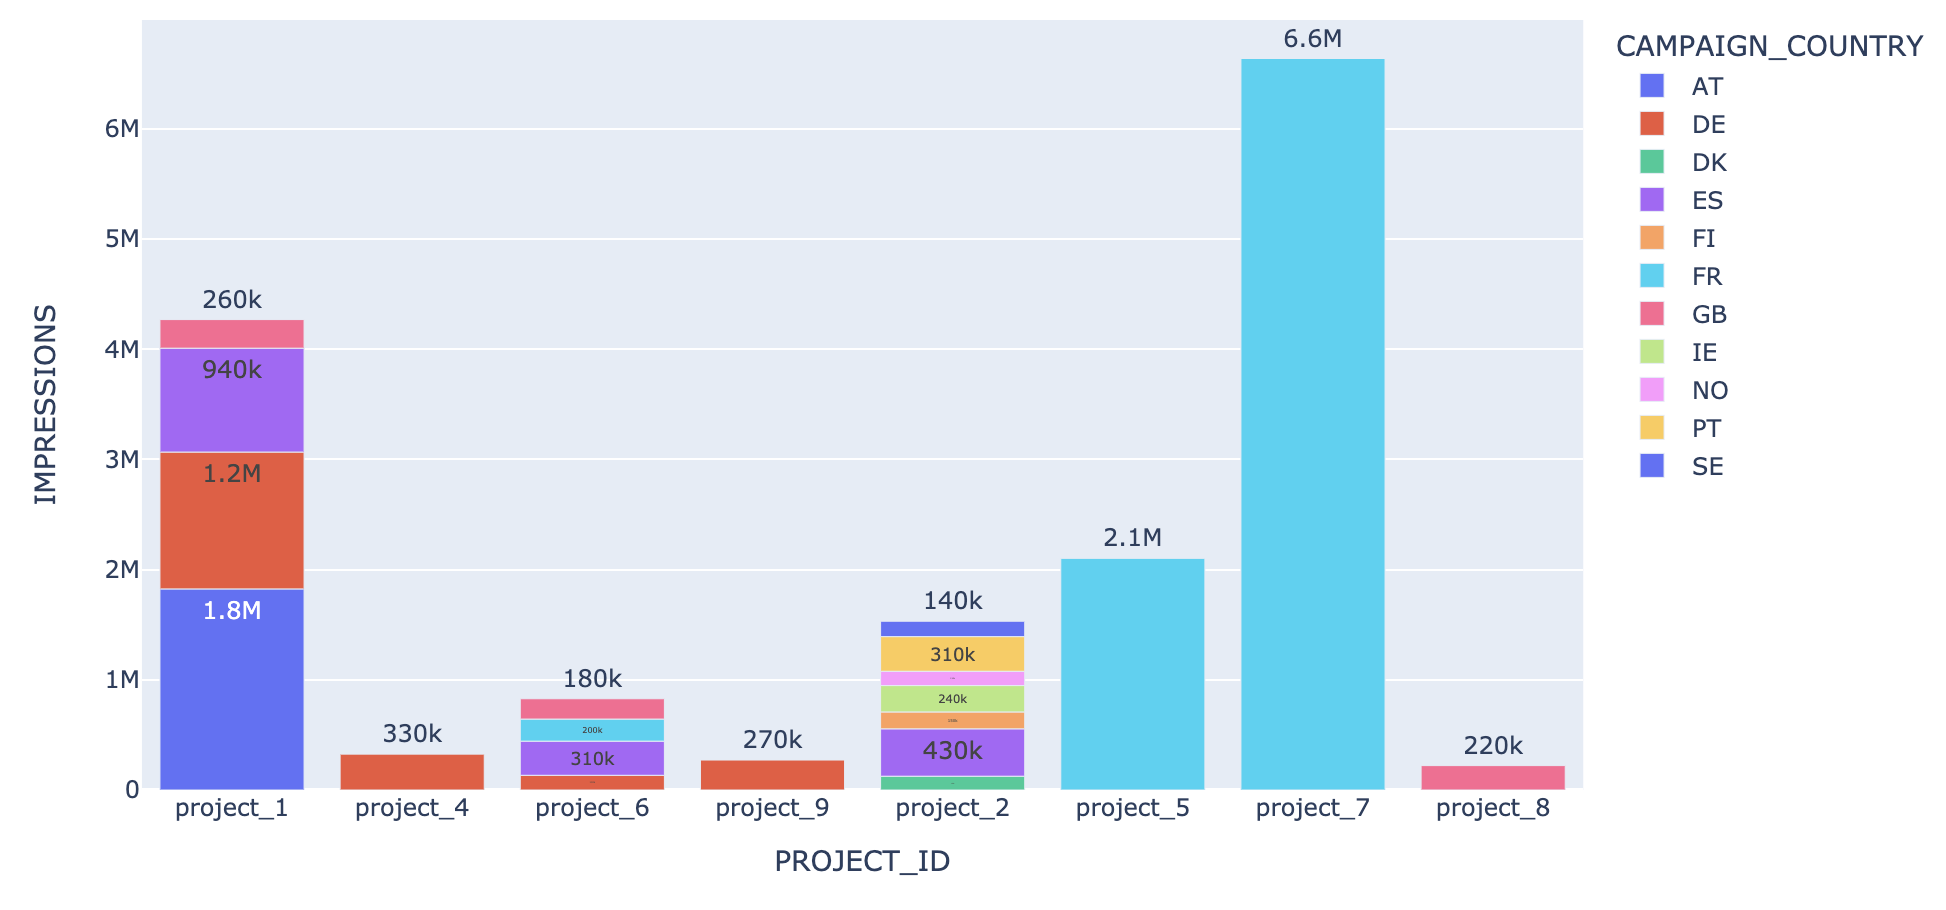 6.6M
CAMPAIGN_COUNTRY
AT
DE
DK
ES
FI
FR
GB
IE
NO
PT
SE
6M
5M
4M
3M
2M
1M
0
IMPRESSIONS
260k
940k
1.2M
1.8M
330k
180k
200k
310k
270k
140k
310k
240k
430k
2.1M
220k
project_1
project_4
project_6
project_9
project_2
project_5
project_7
project_8
PROJECT_ID